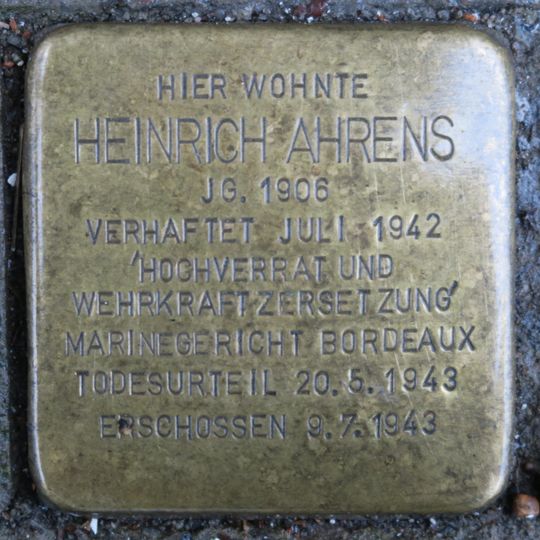 HIER WOHNTE
HEINRICH AHRENS
JG. 1906
VERHAFTET JULI 1942
'HOCHVERRAT UND
WEHRKRAFTZERSETZUNG'
MARINEGERICHT BORDEAUX
TODESURTEIL 20.5.1943
ERSCHOSSEN 9.7.1943